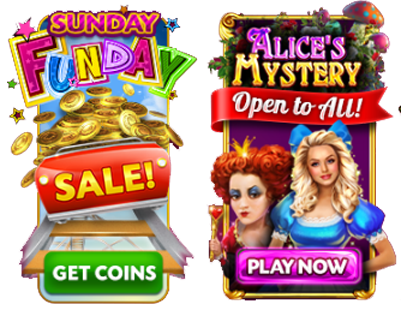 SUNDAY
FUNDAY
SALE!
GET COINS
ALICE'S
MYSTERY
Open to All!
PLAY NOW